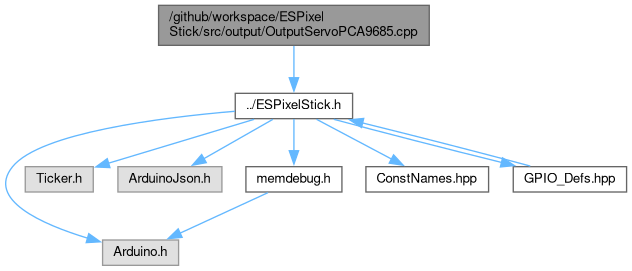 /github/workspace/ESPixel
Stick/src/output/OutputServoPCA9685.cpp
../ESPixelStick.h
Ticker.h
ArduinoJson.h
memdebug.h
ConstNames.hpp
GPIO_Defs.hpp
Arduino.h